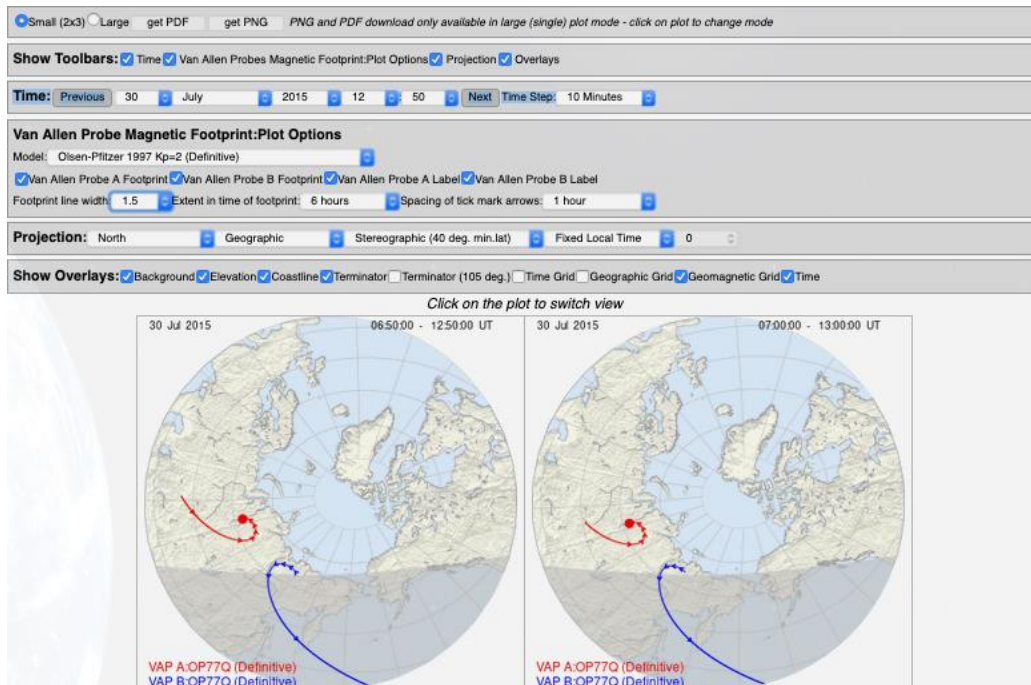 Small (2x3) Large get PDF get PNG PNG and PDF download only available in large (single) plot mode - click on plot to change mode
Show Toolbars: Time Van Allen Probes Magnetic Footprint:Plot Options Projection Overlays
Time: Previous 30 July 2015 12 : 50 Next Time Step: 10 Minutes
Van Allen Probe Magnetic Footprint:Plot Options
Model: Olsen-Pfitzer 1997 Kp=2 (Definitive)
Van Allen Probe A Footprint Van Allen Probe B Footprint Van Allen Probe A Label Van Allen Probe B Label
Footprint line width: 1.5 Extent in time of footprint: 6 hours Spacing of tick mark arrows: 1 hour
Projection: North Geographic Stereographic (40 deg. min.lat) Fixed Local Time 0
Show Overlays: Background Elevation Coastline Terminator Terminator (105 deg.) Time Grid Geographic Grid Geomagnetic Grid Time
Click on the plot to switch view
30 Jul 2015 06:50:00 - 12:50:00 UT 30 Jul 2015 07:00:00 - 13:00:00 UT
VAP A:OP77Q (Definitive) VAP A:OP77Q (Definitive)
VAP B:OP77Q (Definitive) VAP B:OP77Q (Definitive)